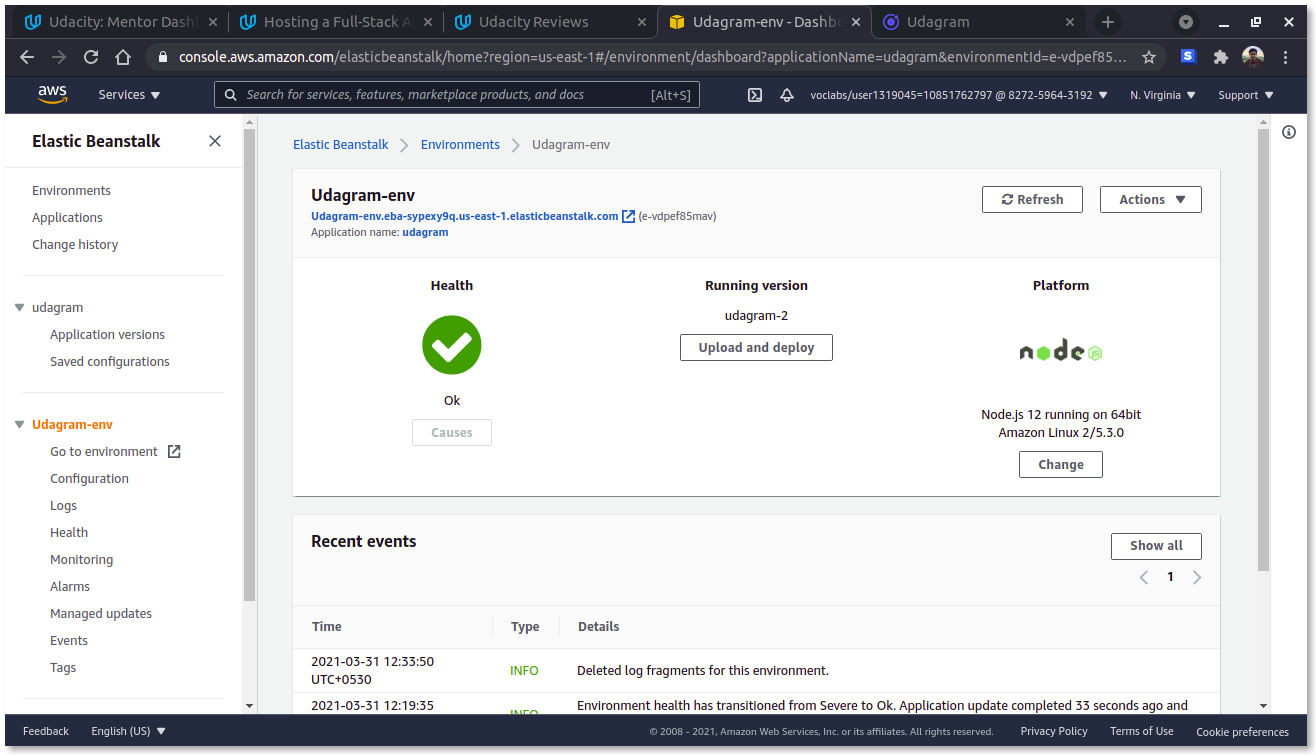 Udacity: Mentor Dash
Hosting a Full-Stack A
Udacity Reviews
Udagram-env - Dashbo
Udagram
console.aws.amazon.com/elasticbeanstalk/home?region=us-east-1#/environment/dashboard?applicationName=udagram&environmentId=e-vdpef85…
S
aws
Services
Search for services, features, marketplace products, and docs
[Alt+S]
voclabs/user1319045=10851762797 @ 8272-5964-3192
N. Virginia
Support
Elastic Beanstalk
Environments
Applications
Change history
udagram
Application versions
Saved configurations
Udagram-env
Go to environment
Configuration
Logs
Health
Monitoring
Alarms
Managed updates
Events
Tags
Elastic Beanstalk
Environments
Udagram-env
Udagram-env
Udagram-env.eba-sypexy9q.us-east-1.elasticbeanstalk.com (e-vdpef85mav)
Application name: udagram
Refresh
Actions
Health
Ok
Causes
Running version
udagram-2
Upload and deploy
Platform
node JS
Node.js 12 running on 64bit
Amazon Linux 2/5.3.0
Change
Recent events
Show all
1
Time Type Details
2021-03-31 12:33:50
UTC+0530
INFO
Deleted log fragments for this environment.
2021-03-31 12:19:35
INFO
Environment health has transitioned from Severe to Ok. Application update completed 33 seconds ago and
Feedback
English (US)
© 2008 - 2021, Amazon Web Services, Inc. or its affiliates. All rights reserved.
Privacy Policy
Terms of Use
Cookie preferences